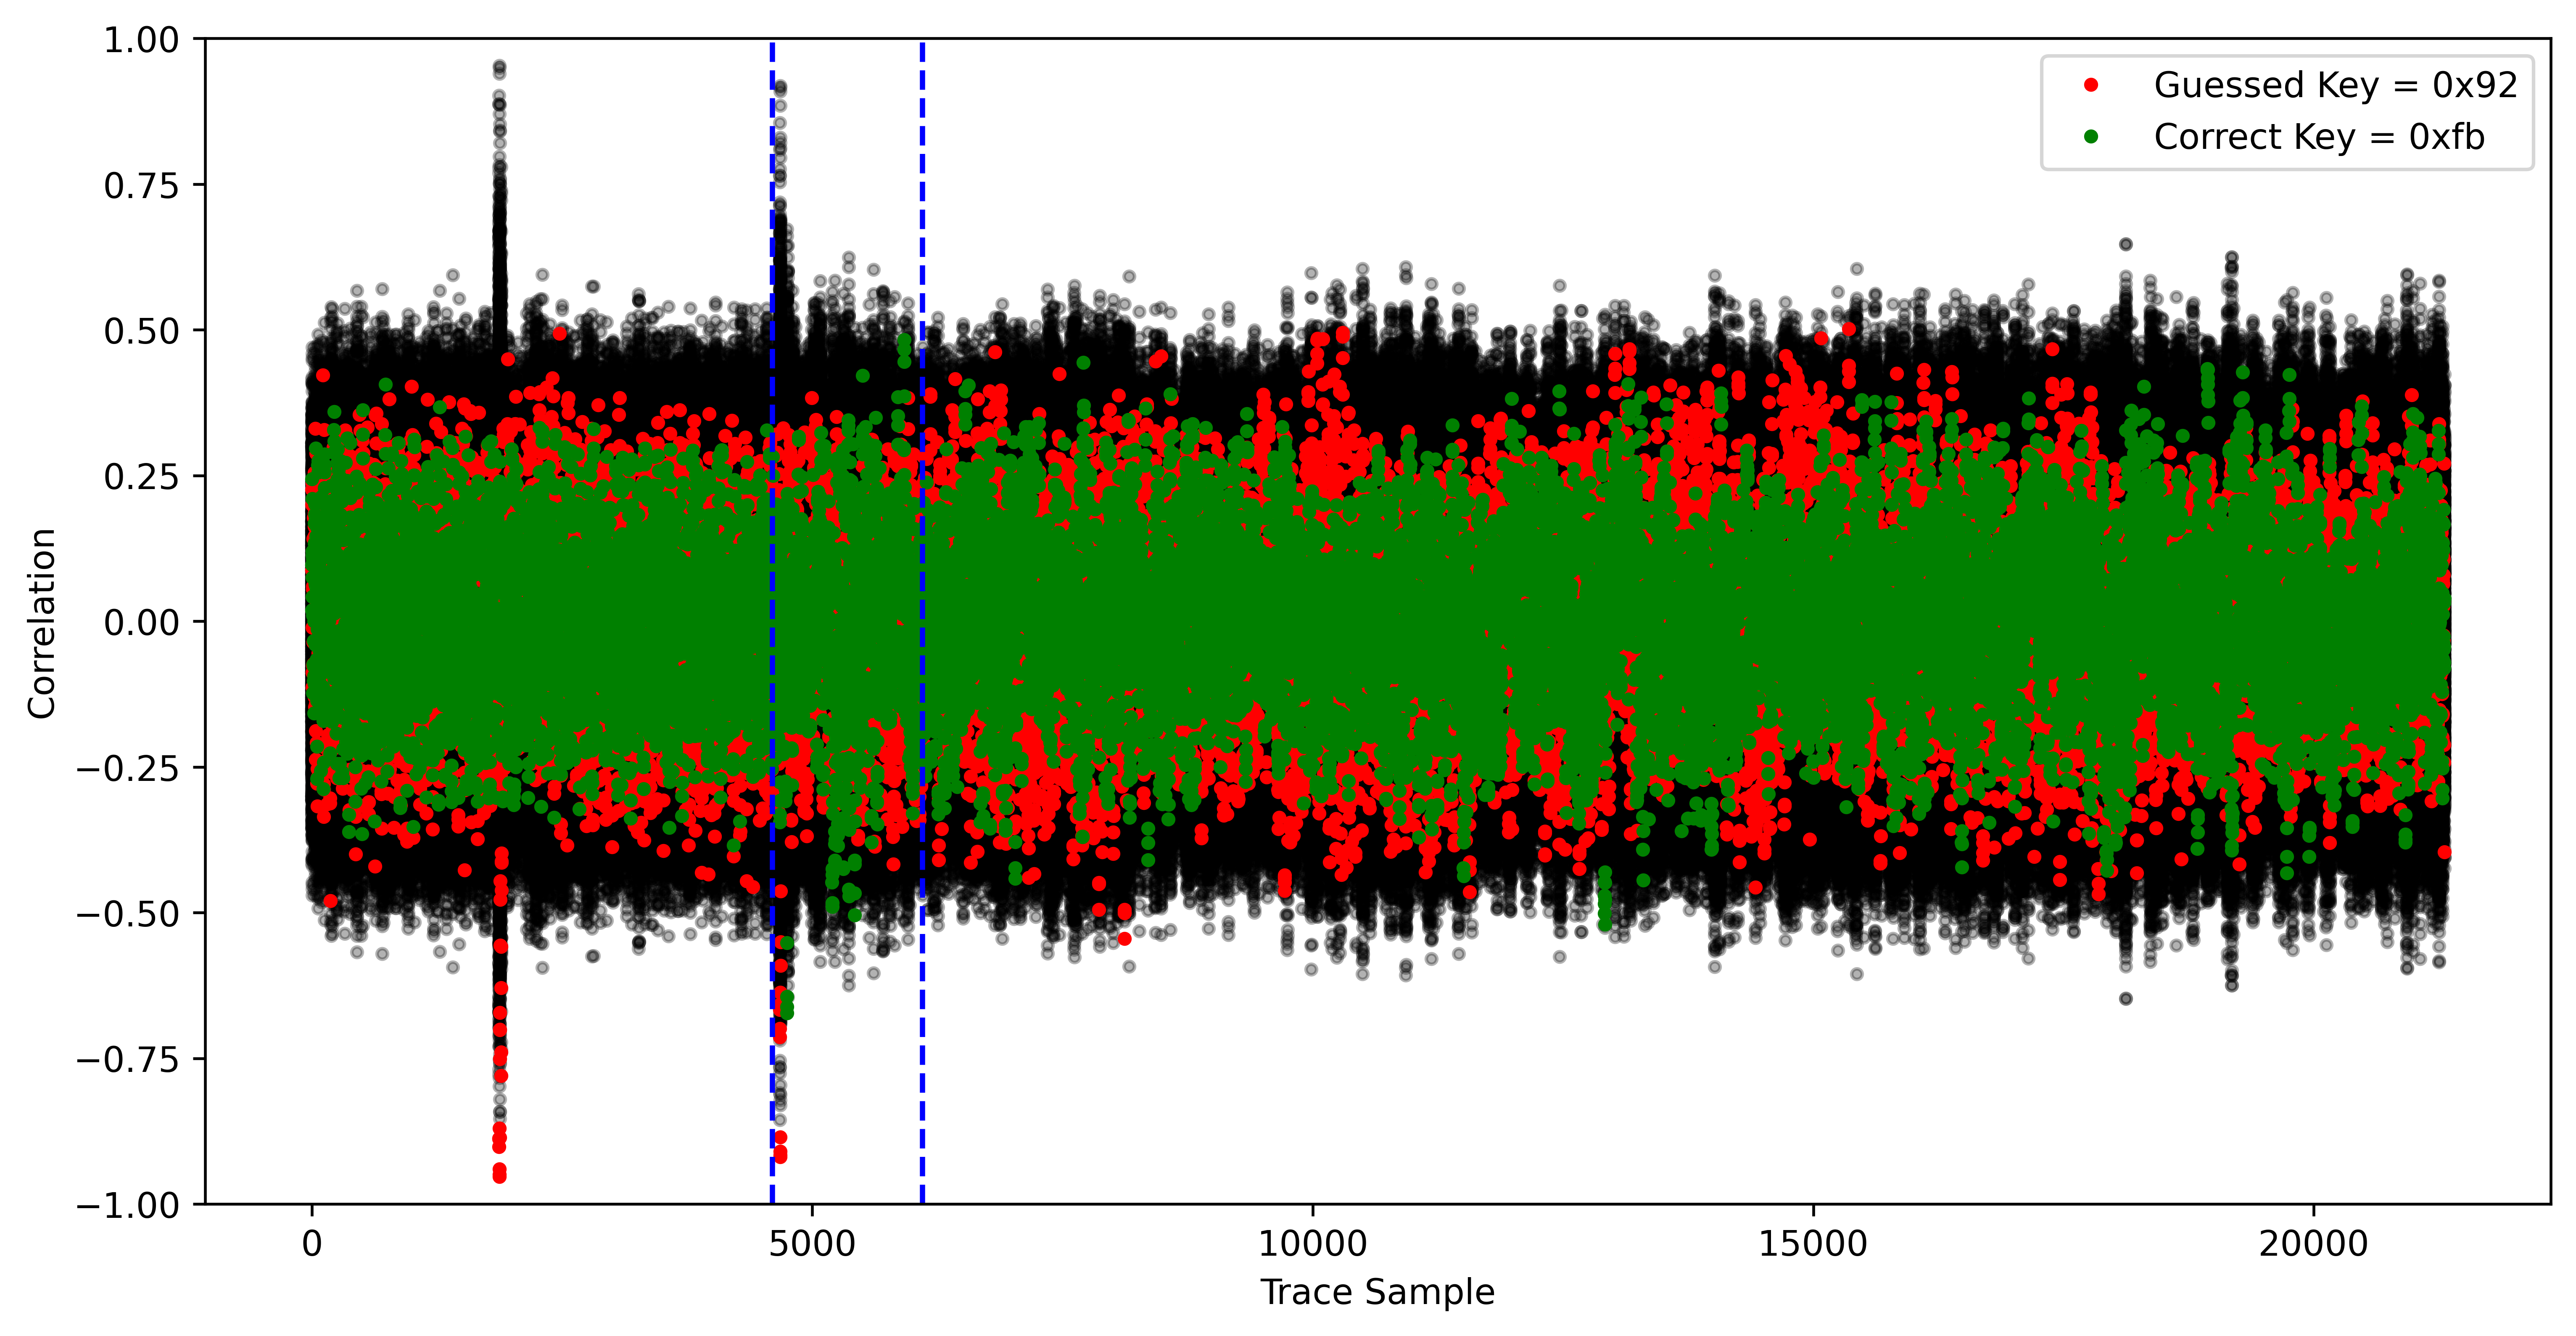 1.00
0.75
0.50
0.25
0.00
−0.25
−0.50
−0.75
−1.00
Correlation
Guessed Key = 0x92
Correct Key = 0xfb
0 5000 10000 15000 20000
Trace Sample